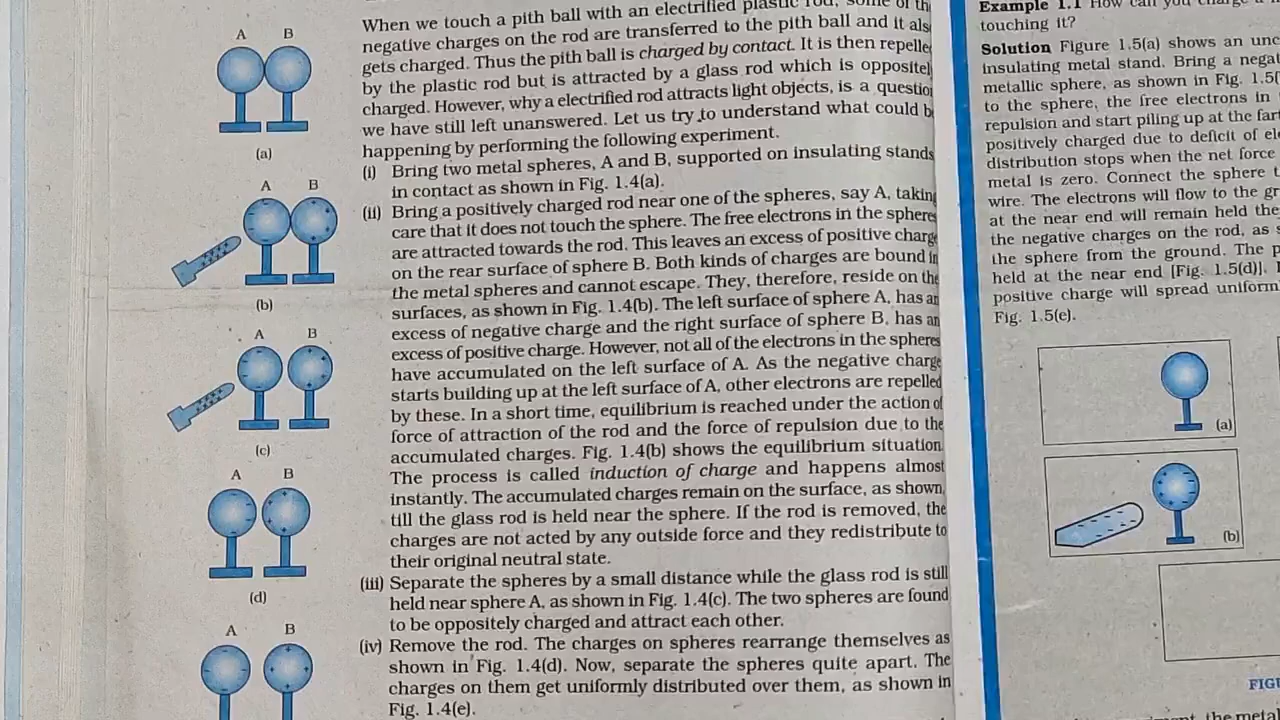 When we touch a pith ball with an electrified plastic rod, some of th
negative charges on the rod are transferred to the pith ball and it als
gets charged. Thus the pith ball is charged by contact. It is then repelle
by the plastic rod but is attracted by a glass rod which is oppositel
charged. However, why a electrified rod attracts light objects, is a question
we have still left unanswered. Let us try to understand what could b
happening by performing the following experiment.
(i) Bring two metal spheres, A and B, supported on insulating stands
in contact as shown in Fig. 1.4(a).
(ii) Bring a positively charged rod near one of the spheres, say A, taking
care that it does not touch the sphere. The free electrons in the spheres
are attracted towards the rod. This leaves an excess of positive charge
on the rear surface of sphere B. Both kinds of charges are bound in
the metal spheres and cannot escape. They, therefore, reside on the
surfaces, as shown in Fig. 1.4(b). The left surface of sphere A, has an
excess of negative charge and the right surface of sphere B, has an
excess of positive charge. However, not all of the electrons in the spheres
have accumulated on the left surface of A. As the negative charge
starts building up at the left surface of A, other electrons are repelled
by these. In a short time, equilibrium is reached under the action of
force of attraction of the rod and the force of repulsion due to the
accumulated charges. Fig. 1.4(b) shows the equilibrium situation.
The process is called induction of charge and happens almost
instantly. The accumulated charges remain on the surface, as shown,
till the glass rod is held near the sphere. If the rod is removed, the
charges are not acted by any outside force and they redistribute to
their original neutral state.
(iii) Separate the spheres by a small distance while the glass rod is still
held near sphere A, as shown in Fig. 1.4(c). The two spheres are found
to be oppositely charged and attract each other.
(iv) Remove the rod. The charges on spheres rearrange themselves as
shown in Fig. 1.4(d). Now, separate the spheres quite apart. The
charges on them get uniformly distributed over them, as shown in
Fig. 1.4(e).
A B
(a)
A B
(b)
A B
(c)
A B
(d)
A B
Example 1.1 How can you charge a
touching it?
Solution Figure 1.5(a) shows an unc
insulating metal stand. Bring a negat
metallic sphere, as shown in Fig. 1.5(
to the sphere, the free electrons in
repulsion and start piling up at the far
positively charged due to deficit of el
distribution stops when the net force
metal is zero. Connect the sphere t
wire. The electrons will flow to the gr
at the near end will remain held the
the negative charges on the rod, as s
the sphere from the ground. The p
held at the near end [Fig. 1.5(d)].
positive charge will spread uniform
Fig. 1.5(e).
(a)
(b)
FIGU
the metal